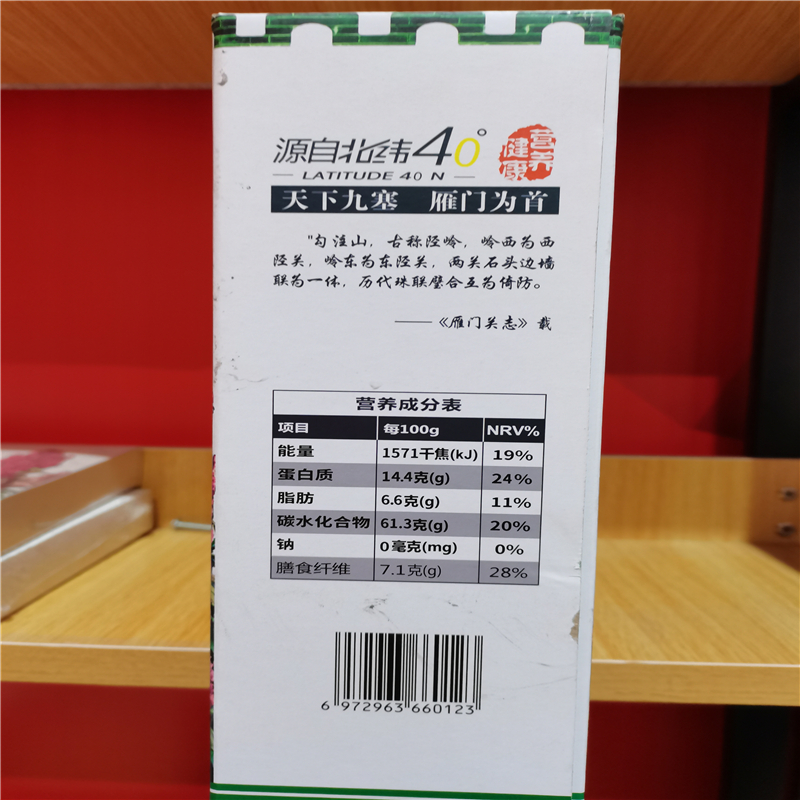 源自北纬40°
营养
健康
LATITUDE 40 N
天下九塞 雁门为首
"勾注山，古称陉岭，岭西为西
陉关，岭东为东陉关，两关石头边墙
联为一体，历代珠联璧合互为倚防。
——《雁门关志》载
营养成分表
项目 每100g NRV%
能量 1571千焦(kJ) 19%
蛋白质 14.4克(g) 24%
脂肪 6.6克(g) 11%
碳水化合物 61.3克(g) 20%
钠 0毫克(mg) 0%
膳食纤维 7.1克(g) 28%
6 972963 660123